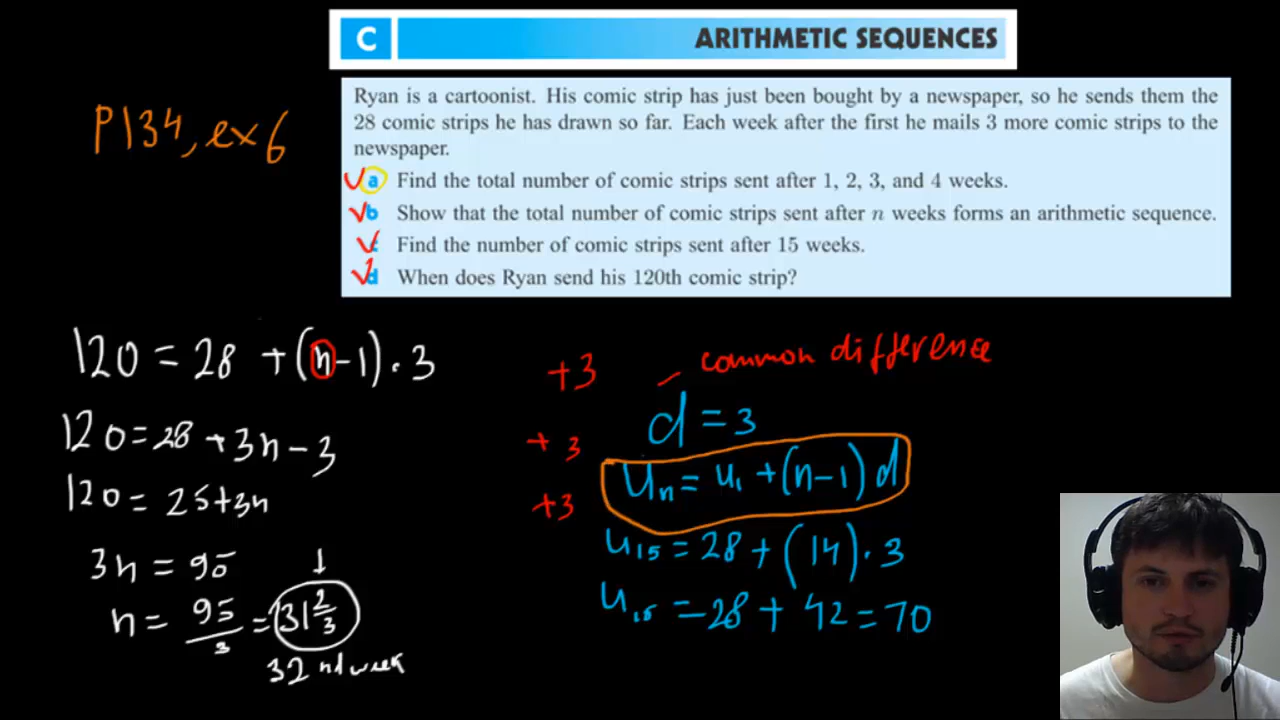 C ARITHMETIC SEQUENCES
P134, ex 6
Ryan is a cartoonist. His comic strip has just been bought by a newspaper, so he sends them the
28 comic strips he has drawn so far. Each week after the first he mails 3 more comic strips to the
newspaper.
a Find the total number of comic strips sent after 1, 2, 3, and 4 weeks.
b Show that the total number of comic strips sent after n weeks forms an arithmetic sequence.
Find the number of comic strips sent after 15 weeks.
d When does Ryan send his 120th comic strip?
120 = 28 + (n-1) · 3
120 = 28 + 3n - 3
120 = 25 + 3n
3n = 95
n = 95/3 = 31 2/3
32nd week
+3
+3
+3
common difference
d = 3
Un = u1 + (n-1) d
u15 = 28 + (14) · 3
u15 = 28 + 42 = 70